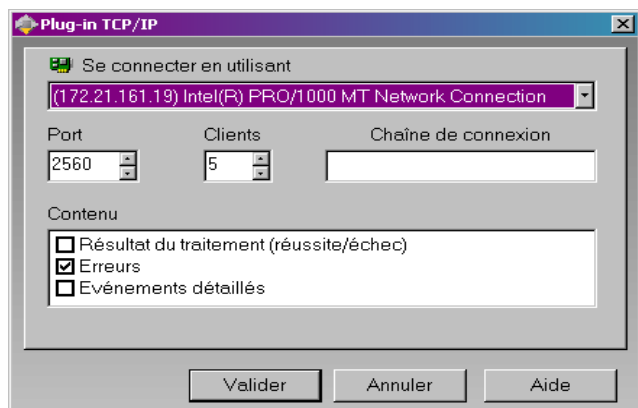 Plug-in TCP/IP
Se connecter en utilisant
(172.21.161.19) Intel(R) PRO/1000 MT Network Connection
Port Clients Chaîne de connexion
2560 5
Contenu
Résultat du traitement (réussite/échec)
Erreurs
Evénements détaillés
Valider Annuler Aide